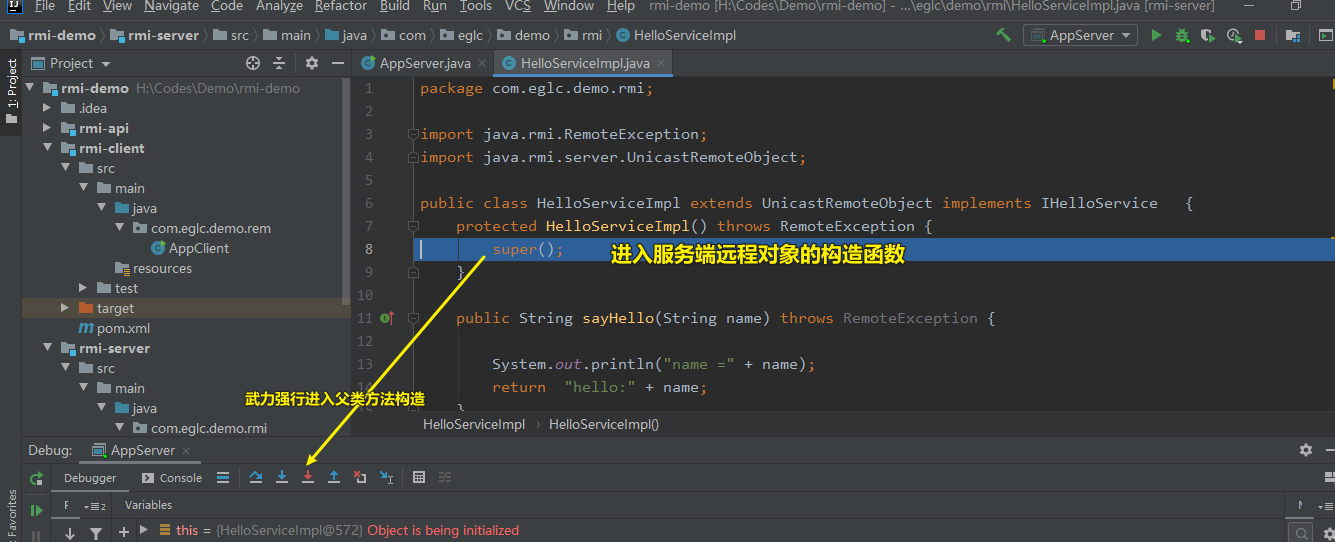 File Edit View Navigate Code Analyze Refactor Build Run Tools VCS Window Help rmi-demo [H:\Codes\Demo\rmi-demo] - ...\eglc\demo\rmi\HelloServiceImpl.java [rmi-server]
rmi-demo rmi-server src main java com eglc demo rmi HelloServiceImpl AppServer
1: Project
Project AppServer.java HelloServiceImpl.java
rmi-demo H:\Codes\Demo\rmi-demo
.idea
rmi-api
rmi-client
src
main
java
com.eglc.demo.rem
AppClient
resources
test
target
pom.xml
rmi-server
src
main
java
com.eglc.demo.rmi
1 package com.eglc.demo.rmi;
2
3 import java.rmi.RemoteException;
4 import java.rmi.server.UnicastRemoteObject;
5
6 public class HelloServiceImpl extends UnicastRemoteObject implements IHelloService {
7 protected HelloServiceImpl() throws RemoteException {
8 super(); 进入服务端远程对象的构造函数
9 }
10
11 public String sayHello(String name) throws RemoteException {
12
13 System.out.println("name =" + name);
14 return "hello:" + name;
}
武力强行进入父类方法构造
HelloServiceImpl › HelloServiceImpl()
Debug: AppServer
Debugger Console
Variables
this = {HelloServiceImpl@572} Object is being initialized
Favorites